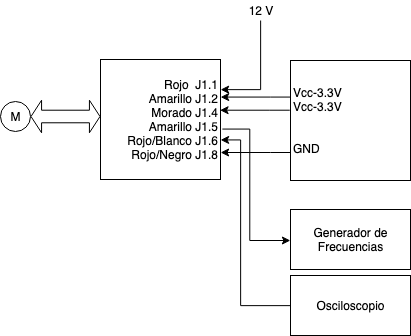 12 V
Rojo J1.1
Amarillo J1.2
Morado J1.4
Amarillo J1.5
Rojo/Blanco J1.6
Rojo/Negro J1.8
M
Vcc-3.3V
Vcc-3.3V
GND
Generador de
Frecuencias
Osciloscopio